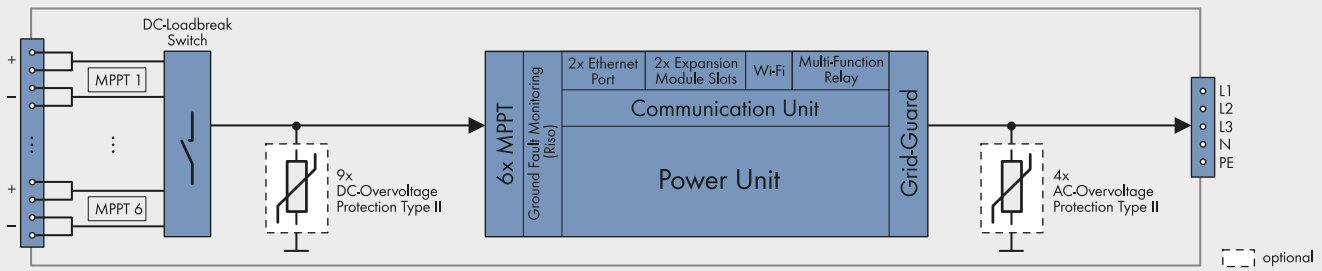 DC-Loadbreak
Switch
+
MPPT 1
–
...
...
+
MPPT 6
–
9x
DC-Overvoltage
Protection Type II
6x MPPT
Ground Fault Monitoring
(Riso)
2x Ethernet
Port
2x Expansion
Module Slots
Wi-Fi
Multi-Function
Relay
Communication Unit
Power Unit
Grid-Guard
4x
AC-Overvoltage
Protection Type II
L1
L2
L3
N
PE
optional